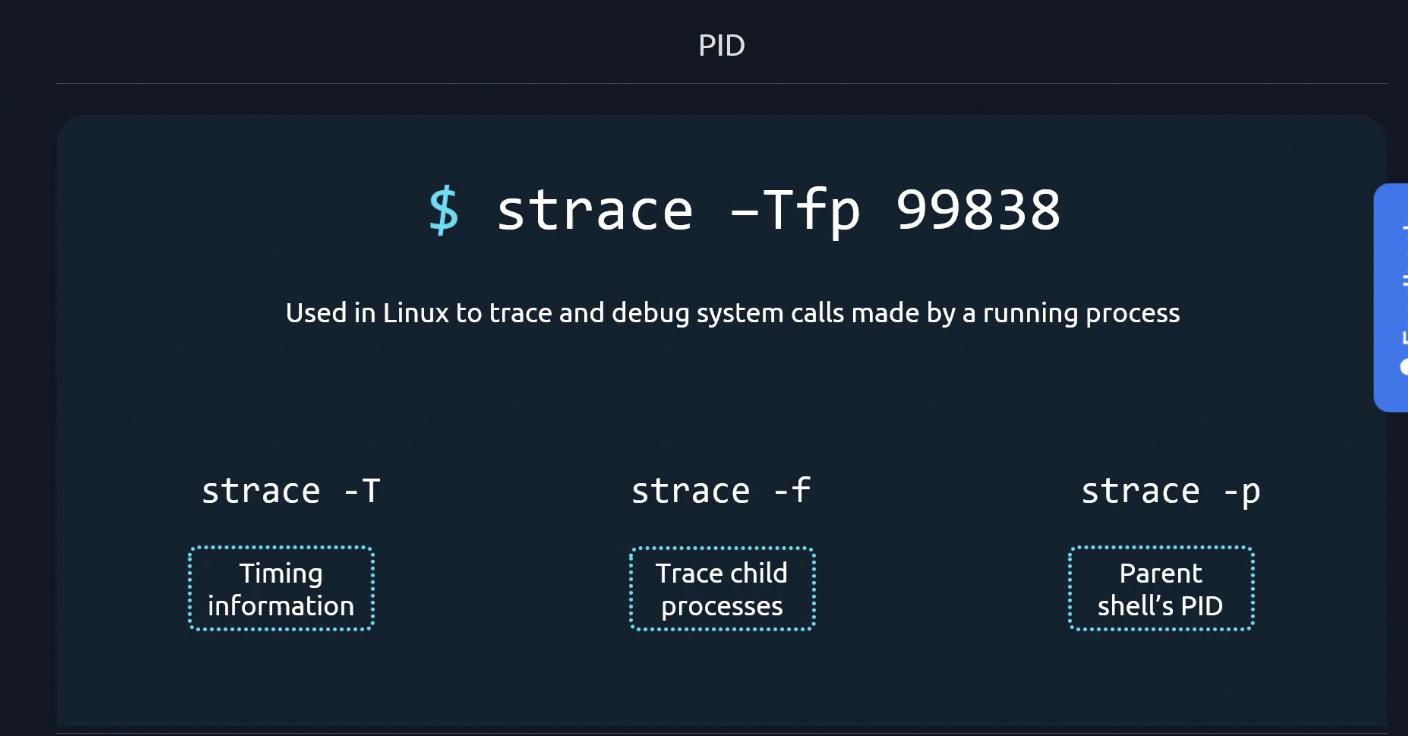 PID
$ strace –Tfp 99838
Used in Linux to trace and debug system calls made by a running process
strace -T
strace -f
strace -p
Timing
information
Trace child
processes
Parent
shell’s PID